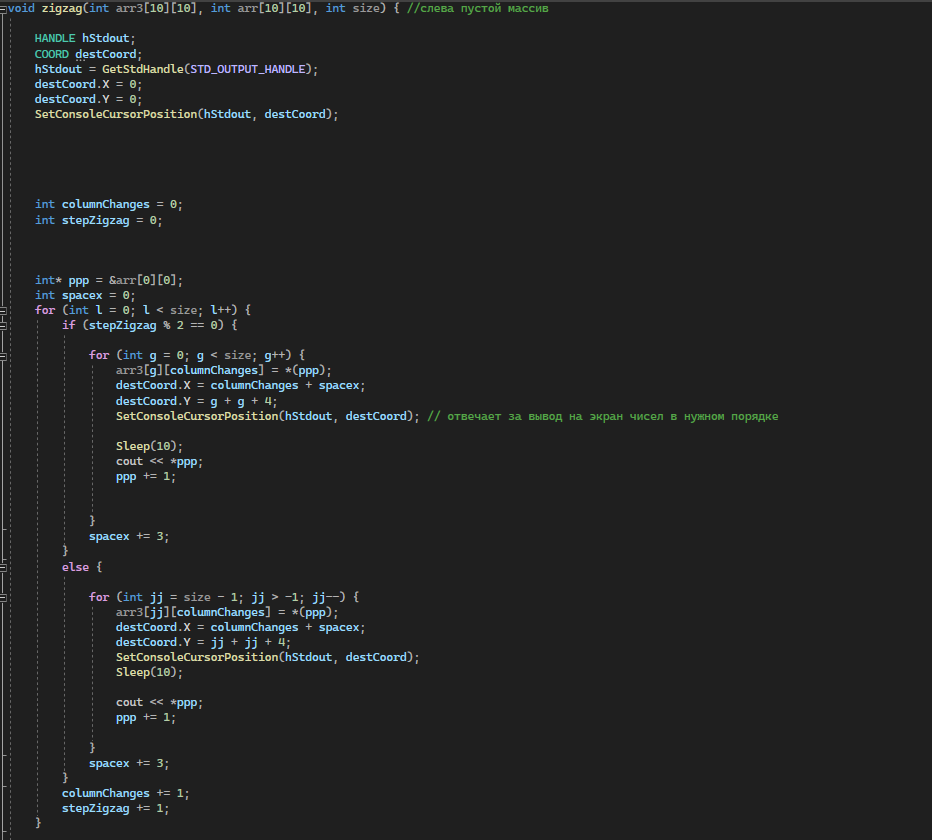 void zigzag(int arr3[10][10], int arr[10][10], int size) { //слева пустой массив
HANDLE hStdout;
COORD destCoord;
hStdout = GetStdHandle(STD_OUTPUT_HANDLE);
destCoord.X = 0;
destCoord.Y = 0;
SetConsoleCursorPosition(hStdout, destCoord);
int columnChanges = 0;
int stepZigzag = 0;
int* ppp = &arr[0][0];
int spacex = 0;
for (int l = 0; l < size; l++) {
if (stepZigzag % 2 == 0) {
for (int g = 0; g < size; g++) {
arr3[g][columnChanges] = *(ppp);
destCoord.X = columnChanges + spacex;
destCoord.Y = g + g + 4;
SetConsoleCursorPosition(hStdout, destCoord); // отвечает за вывод на экран чисел в нужном порядке
Sleep(10);
cout << *ppp;
ppp += 1;
}
spacex += 3;
}
else {
for (int jj = size - 1; jj > -1; jj--) {
arr3[jj][columnChanges] = *(ppp);
destCoord.X = columnChanges + spacex;
destCoord.Y = jj + jj + 4;
SetConsoleCursorPosition(hStdout, destCoord);
Sleep(10);
cout << *ppp;
ppp += 1;
}
spacex += 3;
}
columnChanges += 1;
stepZigzag += 1;
}